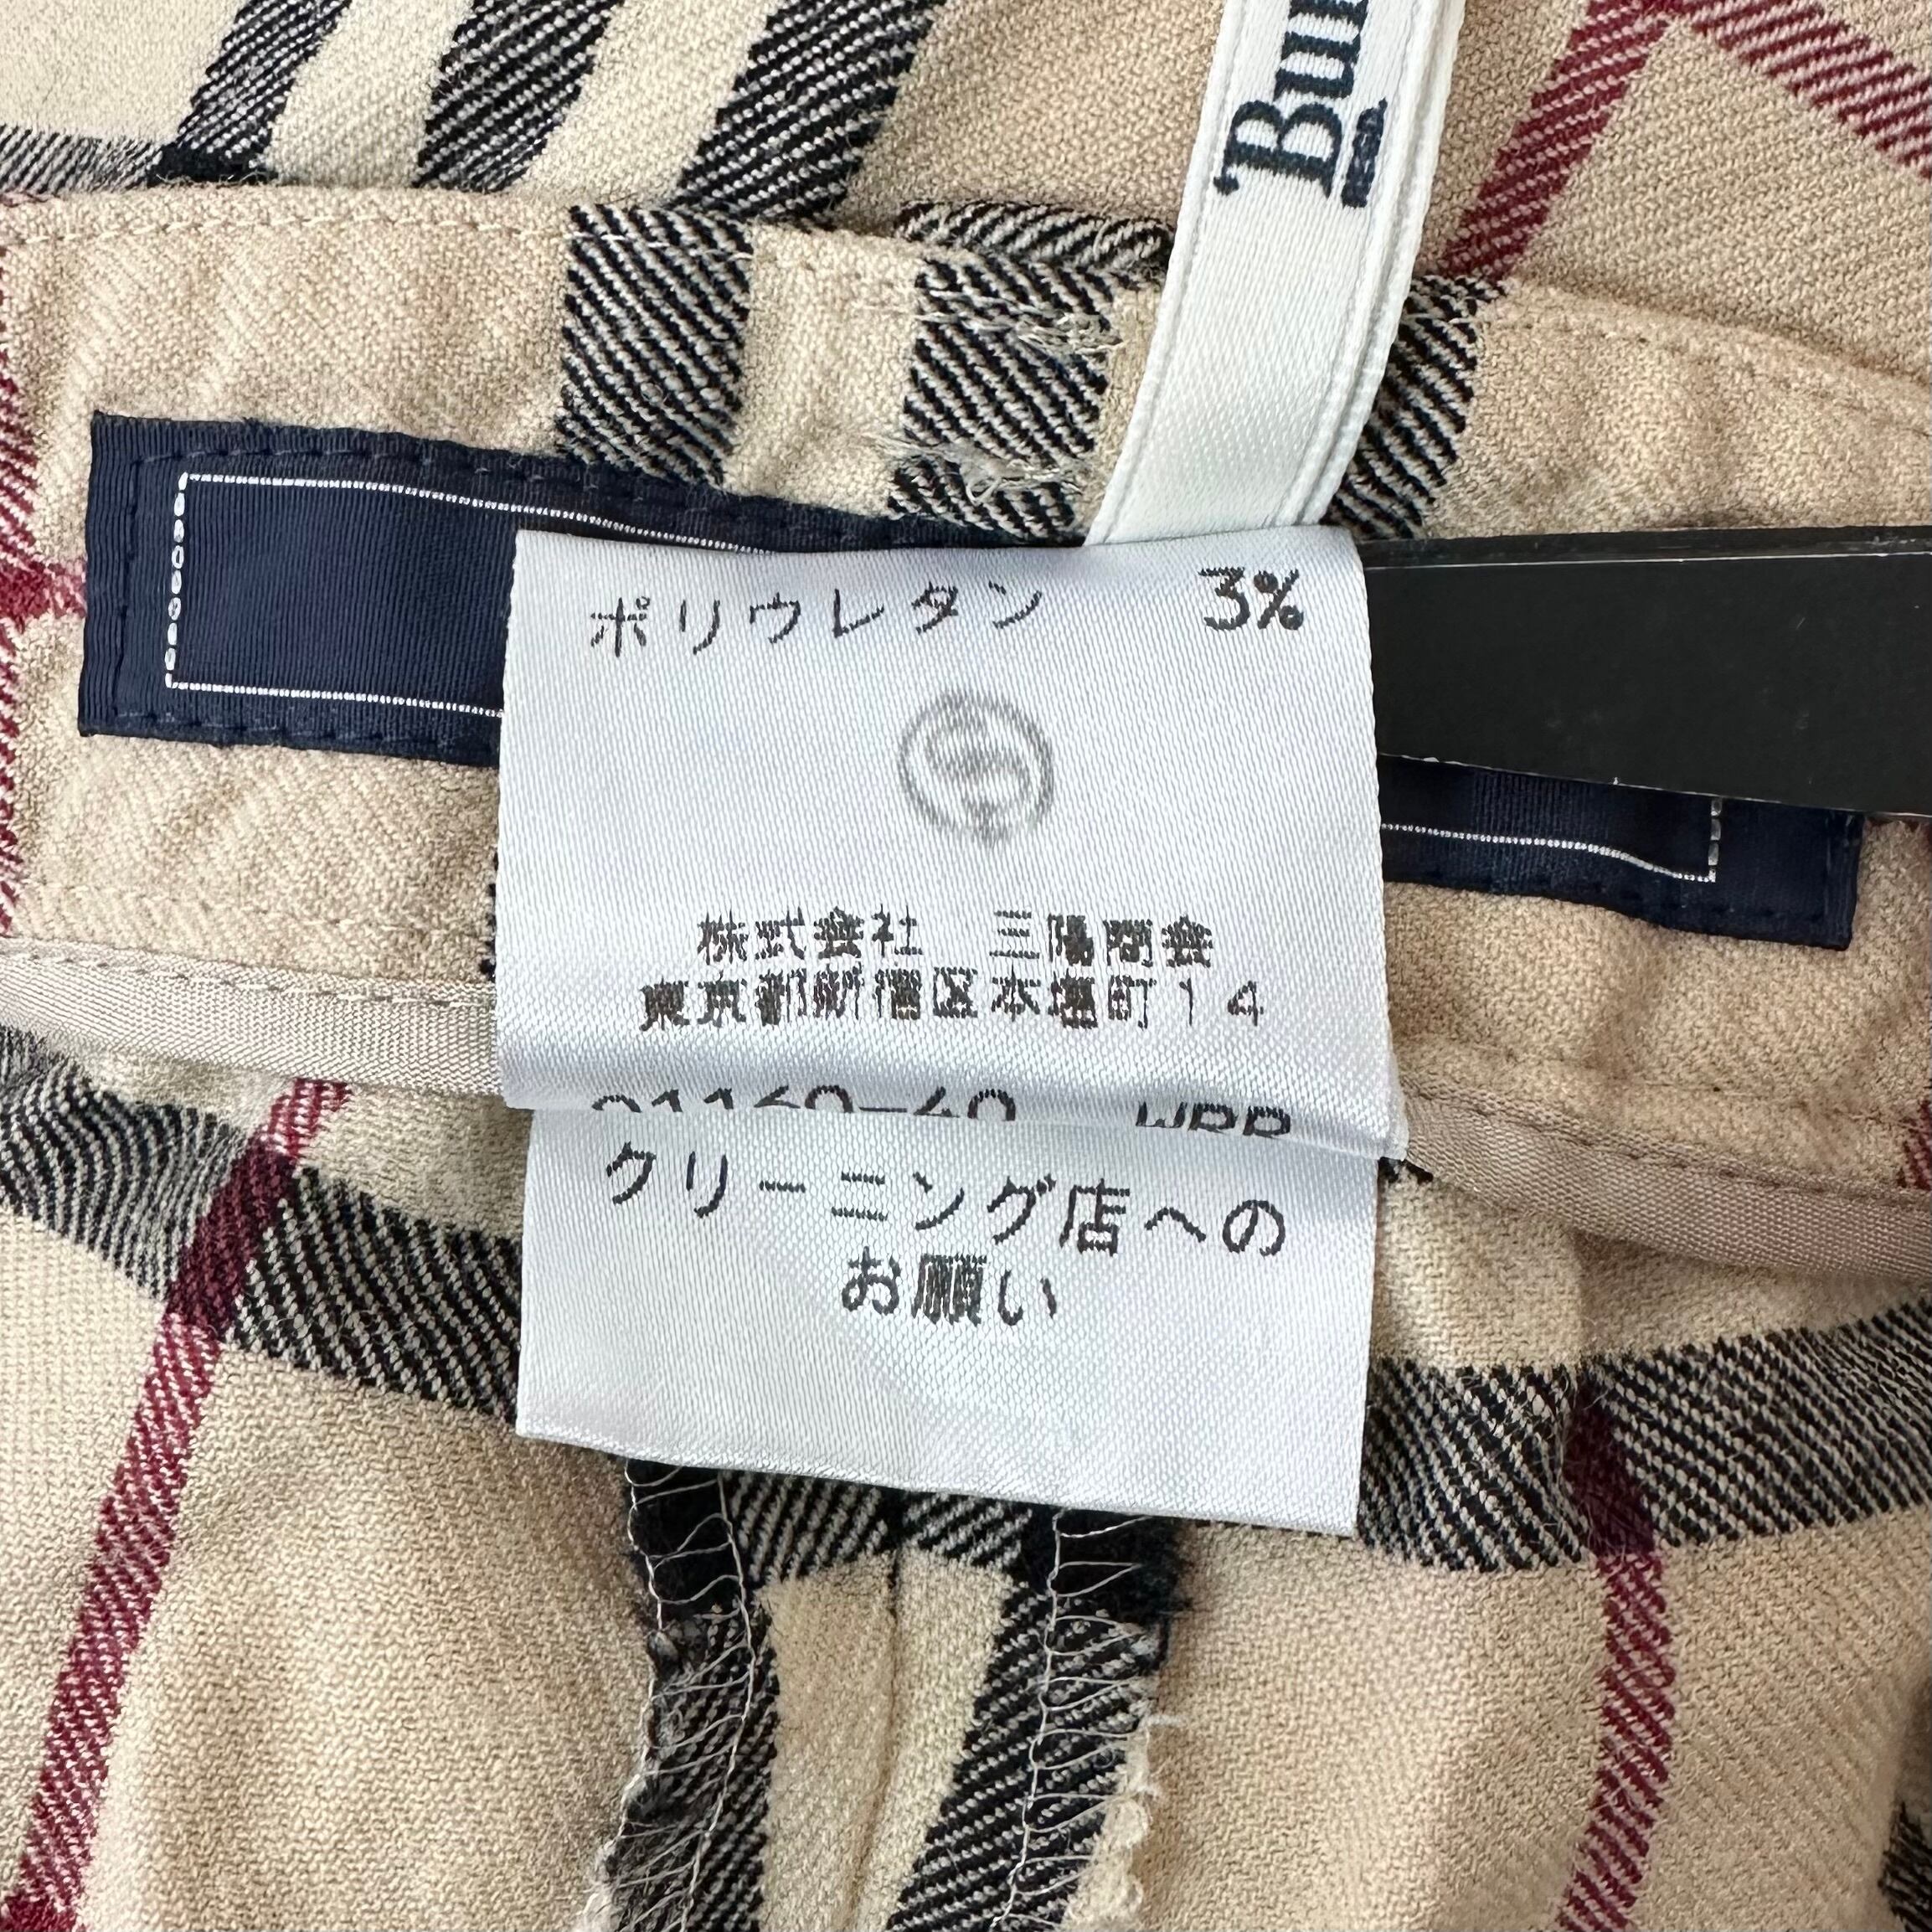 Bu
ポリウレタン 3%
株式会社 三陽商会
東京都新宿区本塩町14
クリーニング店への
お願い